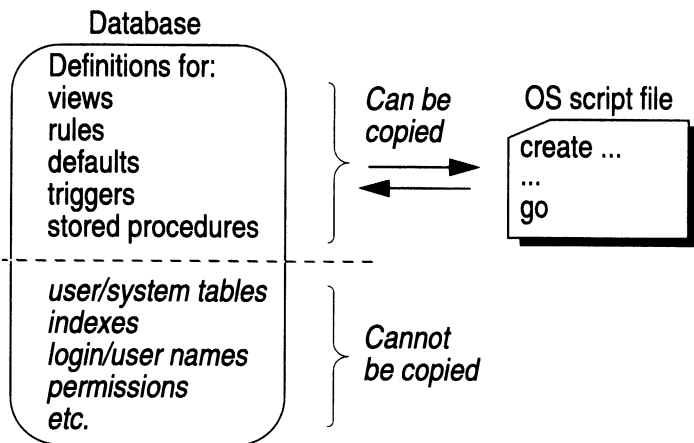 Database
Definitions for:
views
rules
defaults
triggers
stored procedures
Can be
copied
OS script file
create ...
...
go
user/system tables
indexes
login/user names
permissions
etc.
Cannot
be copied